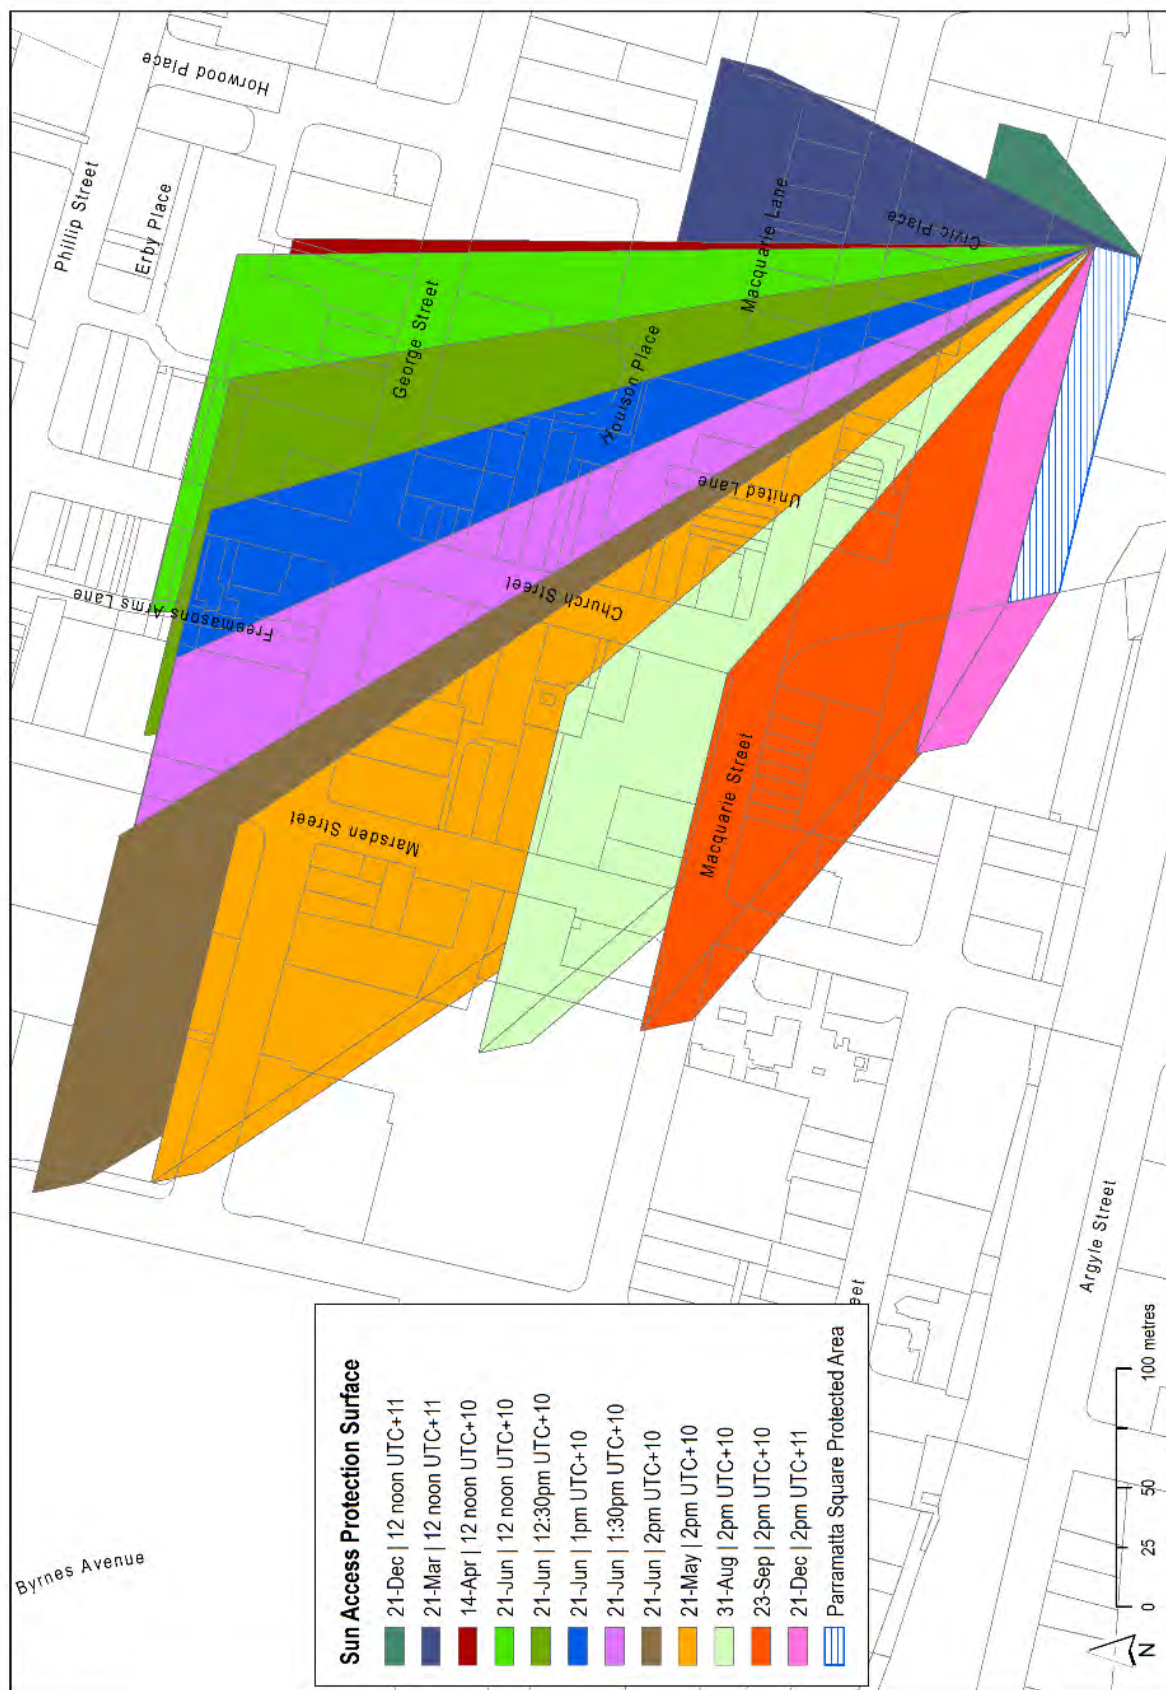 Phillip Street
Horwood Place
Erby Place
George Street
Macquarie Lane
Civic Place
Houison Place
United Lane
Church Street
Freemasons Arms Lane
Marsden Street
Macquarie Street
Argyle Street
eet
Byrnes Avenue
Sun Access Protection Surface
21-Dec | 12 noon UTC+11
21-Mar | 12 noon UTC+11
14-Apr | 12 noon UTC+10
21-Jun | 12 noon UTC+10
21-Jun | 12:30pm UTC+10
21-Jun | 1pm UTC+10
21-Jun | 1:30pm UTC+10
21-Jun | 2pm UTC+10
21-May | 2pm UTC+10
31-Aug | 2pm UTC+10
23-Sep | 2pm UTC+10
21-Dec | 2pm UTC+11
Parramatta Square Protected Area
N
0 25 50 100 metres